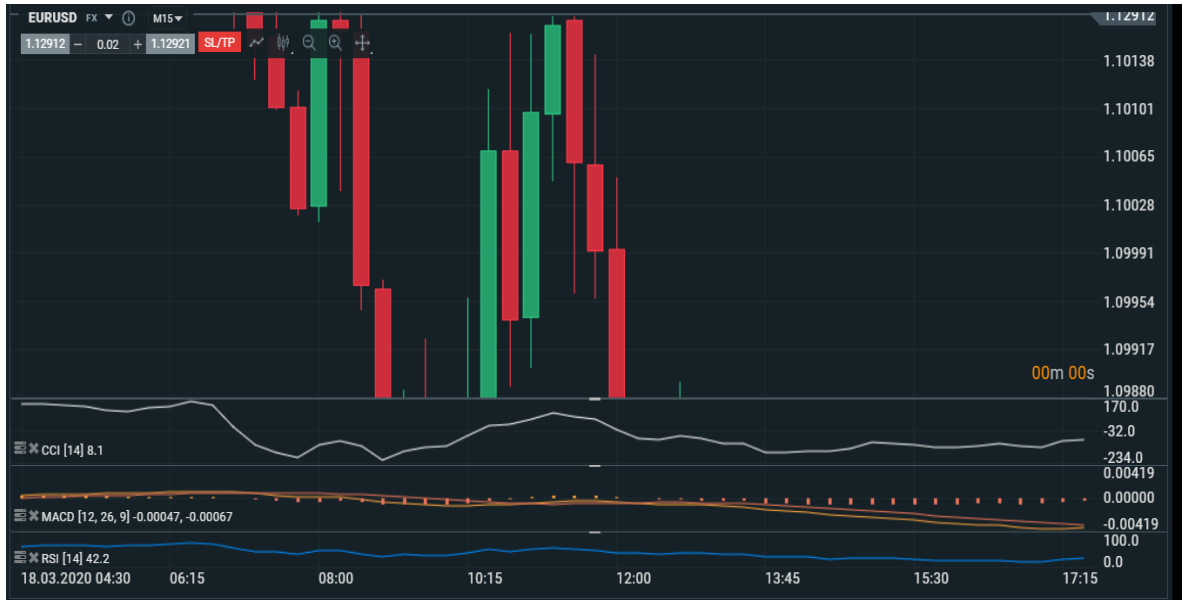 EURUSD FX M15 1.12912
1.12912 – 0.02 + 1.12921 SL/TP
1.10138
1.10101
1.10065
1.10028
1.09991
1.09954
1.09917
00m 00s
1.09880
170.0
-32.0
CCI [14] 8.1
-234.0
0.00419
0.00000
MACD [12, 26, 9] -0.00047, -0.00067
-0.00419
100.0
RSI [14] 42.2
0.0
18.03.2020 04:30 06:15 08:00 10:15 12:00 13:45 15:30 17:15